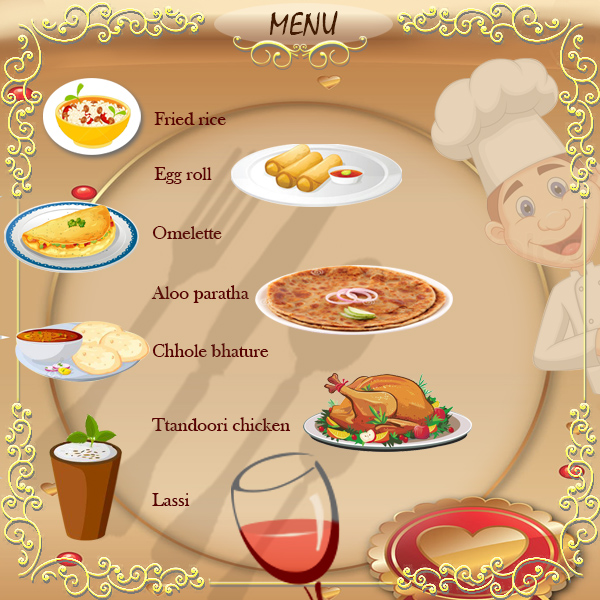 MENU
Fried rice
Egg roll
Omelette
Aloo paratha
Chhole bhature
Ttandoori chicken
Lassi